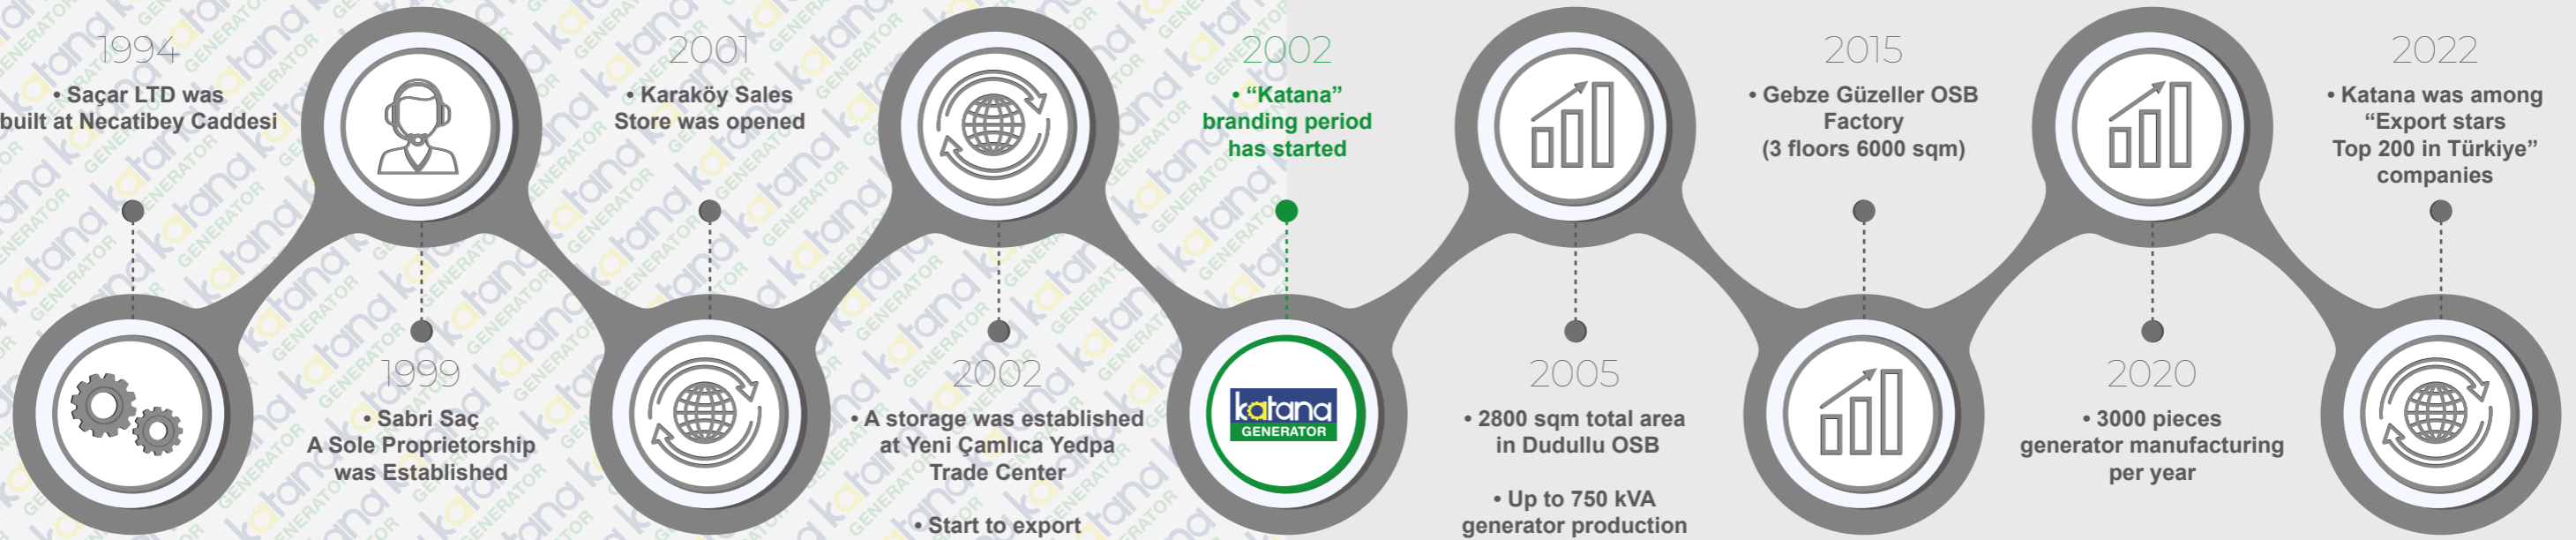 1994
• Saçar LTD was
built at Necatibey Caddesi
1999
• Sabri Saç
A Sole Proprietorship
was Established
2001
• Karaköy Sales
Store was opened
2002
• A storage was established
at Yeni Çamlıca Yedpa
Trade Center
• Start to export
2002
• “Katana”
branding period
has started
katana
GENERATOR
2005
• 2800 sqm total area
in Dudullu OSB
• Up to 750 kVA
generator production
2015
• Gebze Güzeller OSB
Factory
(3 floors 6000 sqm)
2020
• 3000 pieces
generator manufacturing
per year
2022
• Katana was among
“Export stars
Top 200 in Türkiye”
companies